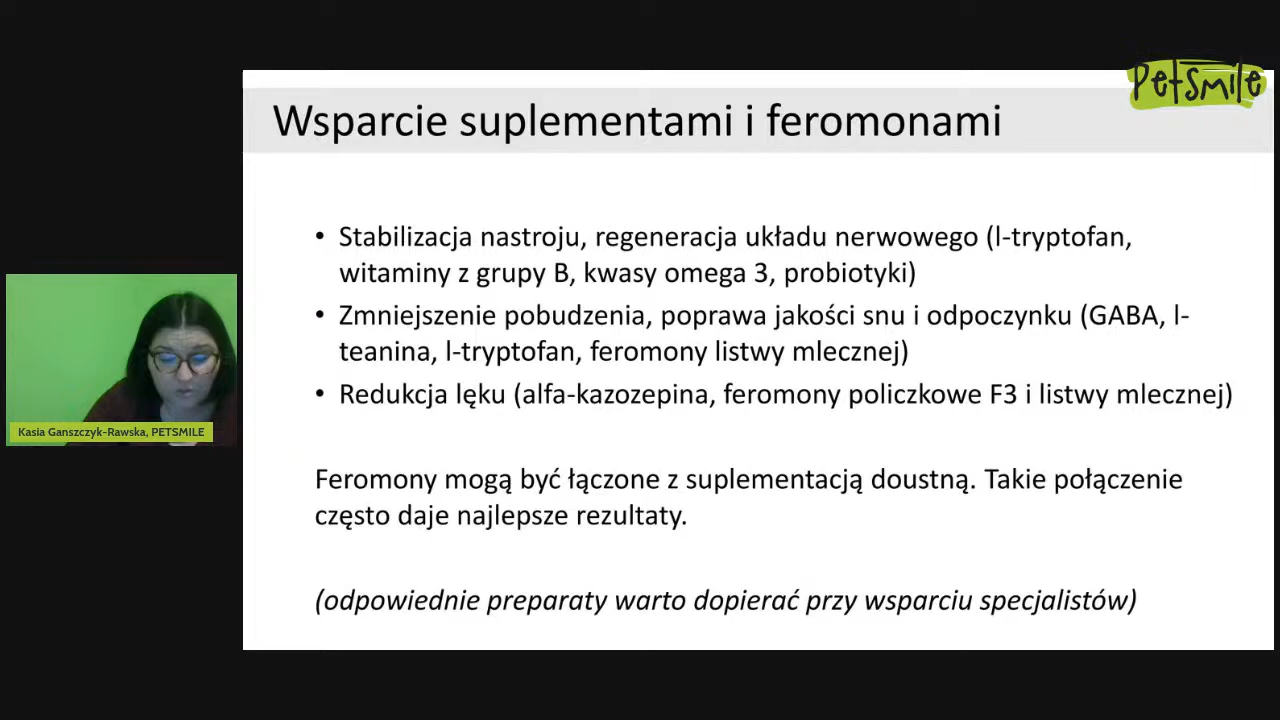 PetSmile
Wsparcie suplementami i feromonami
• Stabilizacja nastroju, regeneracja układu nerwowego (l-tryptofan,
witaminy z grupy B, kwasy omega 3, probiotyki)
• Zmniejszenie pobudzenia, poprawa jakości snu i odpoczynku (GABA, l-
teanina, l-tryptofan, feromony listwy mlecznej)
• Redukcja lęku (alfa-kazozepina, feromony policzkowe F3 i listwy mlecznej)
Feromony mogą być łączone z suplementacją doustną. Takie połączenie
często daje najlepsze rezultaty.
(odpowiednie preparaty warto dopierać przy wsparciu specjalistów)
Kasia Ganszczyk-Rawska, PETSMILE